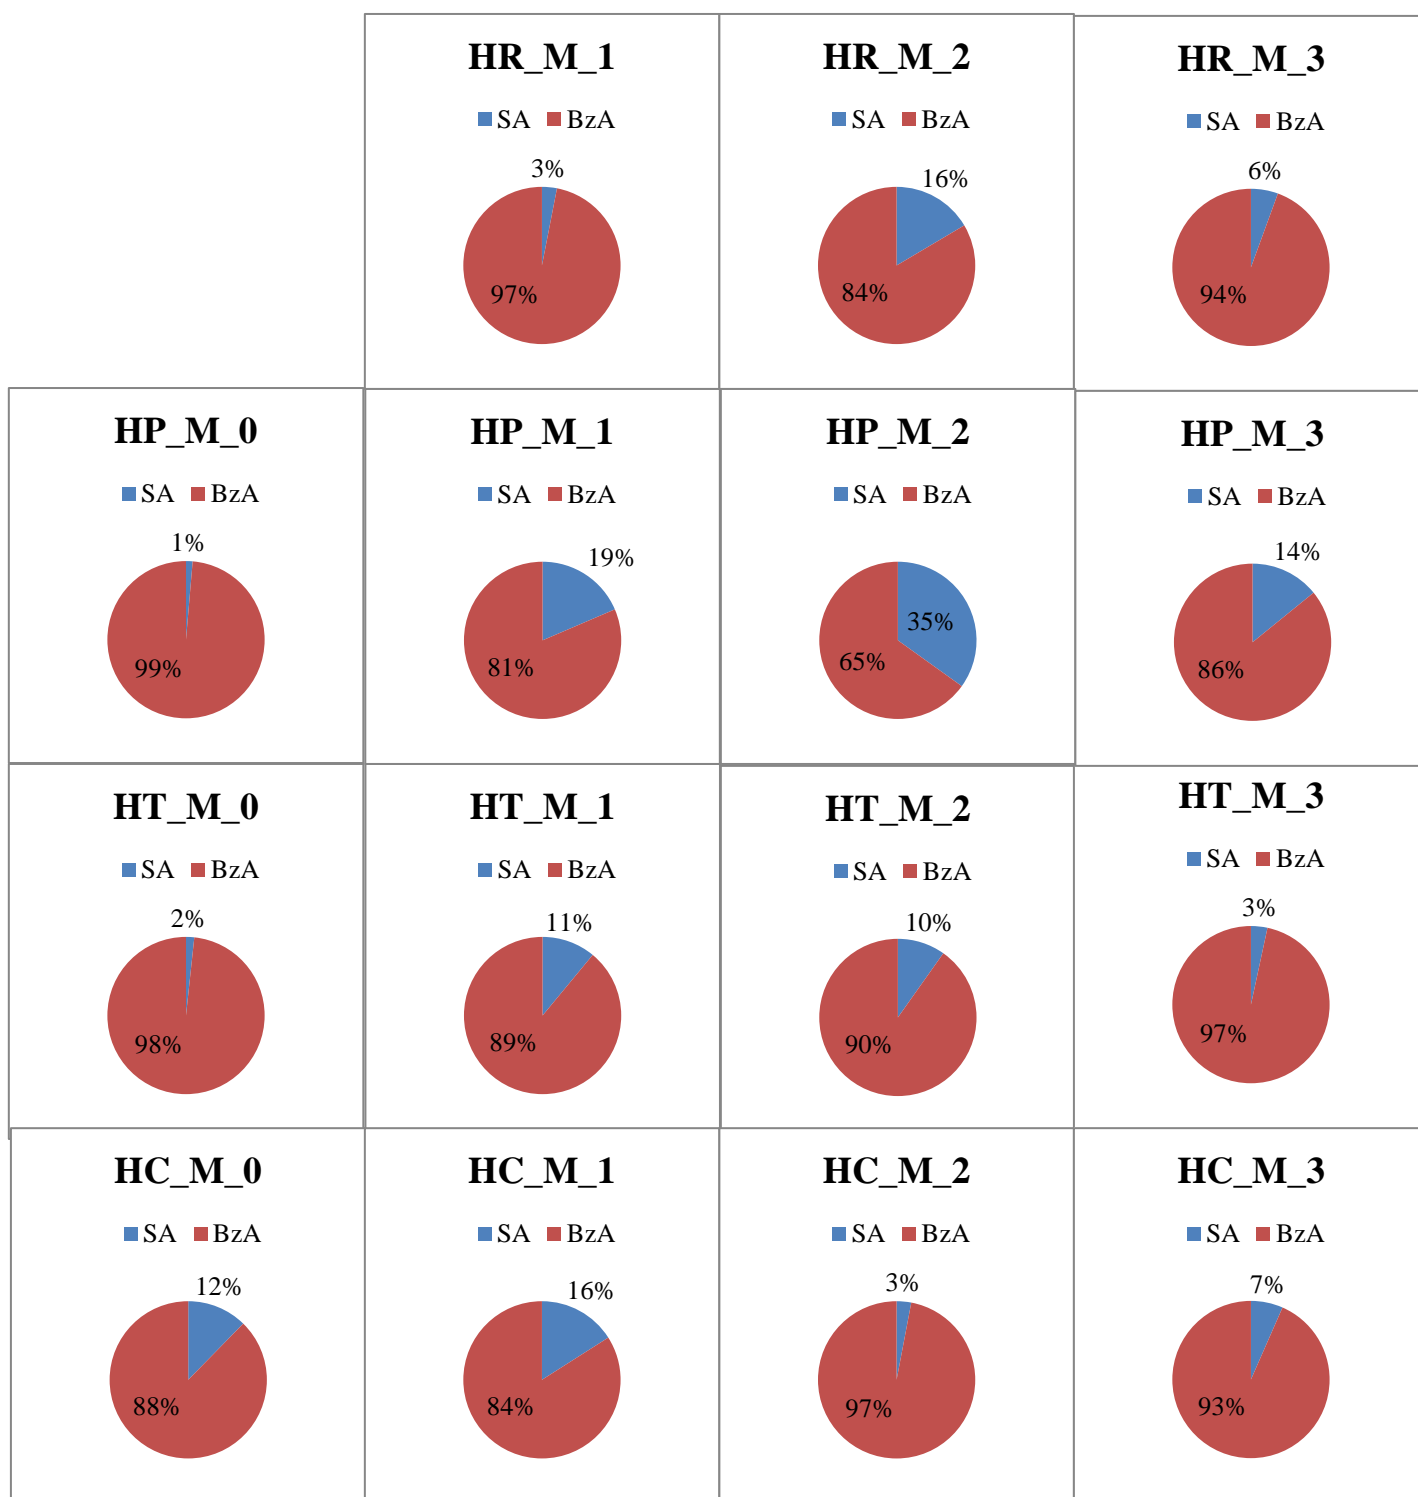 HR_M_1
SA BzA
3%
97%
HR_M_2
SA BzA
16%
84%
HR_M_3
SA BzA
6%
94%
HP_M_0
SA BzA
1%
99%
HP_M_1
SA BzA
19%
81%
HP_M_2
SA BzA
35%
65%
HP_M_3
SA BzA
14%
86%
HT_M_0
SA BzA
2%
98%
HT_M_1
SA BzA
11%
89%
HT_M_2
SA BzA
10%
90%
HT_M_3
SA BzA
3%
97%
HC_M_0
SA BzA
12%
88%
HC_M_1
SA BzA
16%
84%
HC_M_2
SA BzA
3%
97%
HC_M_3
SA BzA
7%
93%